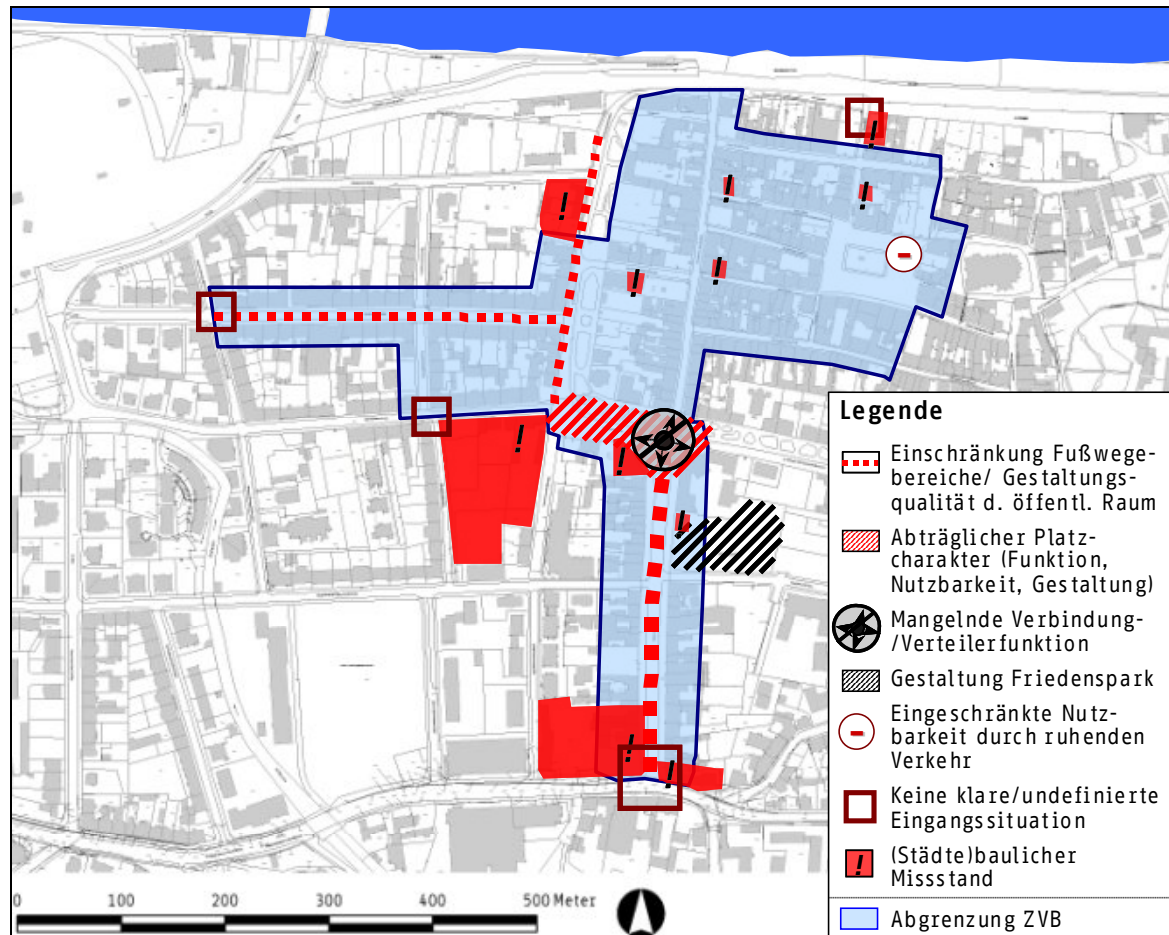 Legende
Einschränkung Fußwege-
bereiche/ Gestaltungs-
qualität d. öffentl. Raum
Abträglicher Platz-
charakter (Funktion,
Nutzbarkeit, Gestaltung)
Mangelnde Verbindung-
/Verteilerfunktion
Gestaltung Friedenspark
Eingeschränkte Nutz-
barkeit durch ruhenden
Verkehr
Keine klare/undefinierte
Eingangssituation
! (Städte)baulicher
Missstand
Abgrenzung ZVB
0 100 200 300 400 500 Meter